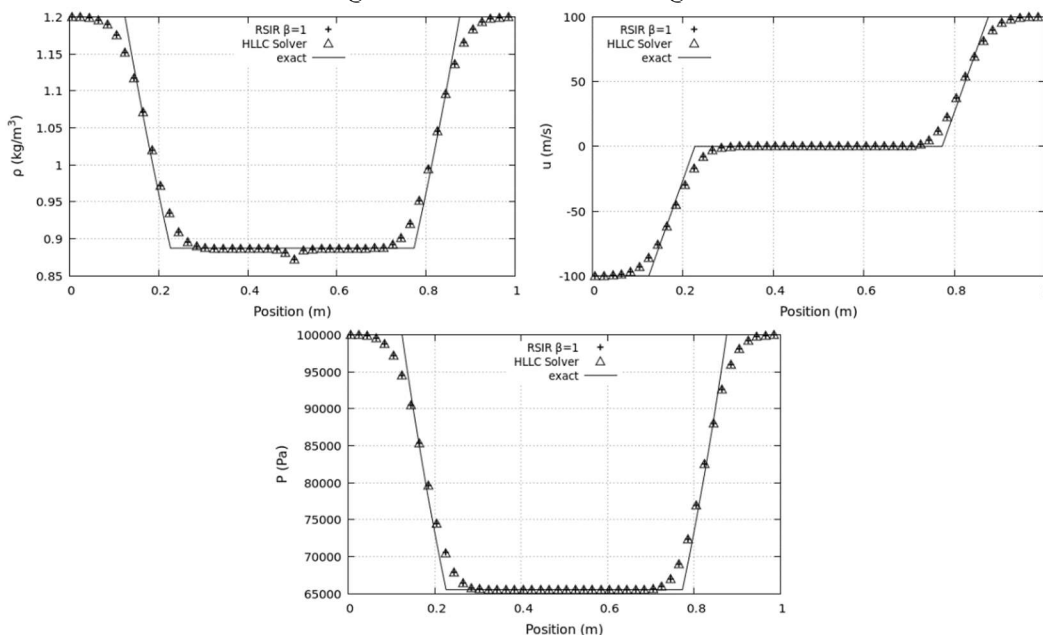 RSIR β=1
HLLC Solver
exact
1.2
1.15
1.1
1.05
1
0.95
0.9
0.85
ρ (kg/m³)
0 0.2 0.4 0.6 0.8 1
Position (m)
RSIR β=1
HLLC Solver
exact
100
50
0
-50
-100
u (m/s)
0 0.2 0.4 0.6 0.8 1
Position (m)
RSIR β=1
HLLC Solver
exact
100000
95000
90000
85000
80000
75000
70000
65000
P (Pa)
0 0.2 0.4 0.6 0.8 1
Position (m)